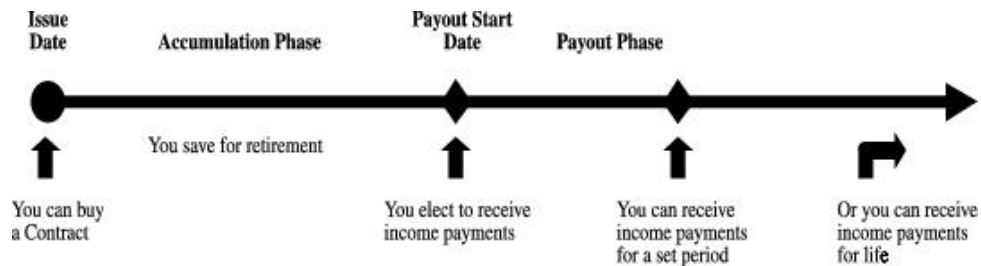 Issue
Date
Accumulation Phase
Payout Start
Date
Payout Phase
You save for retirement
You can buy
a Contract
You elect to receive
income payments
You can receive
income payments
for a set period
Or you can receive
income payments
for life